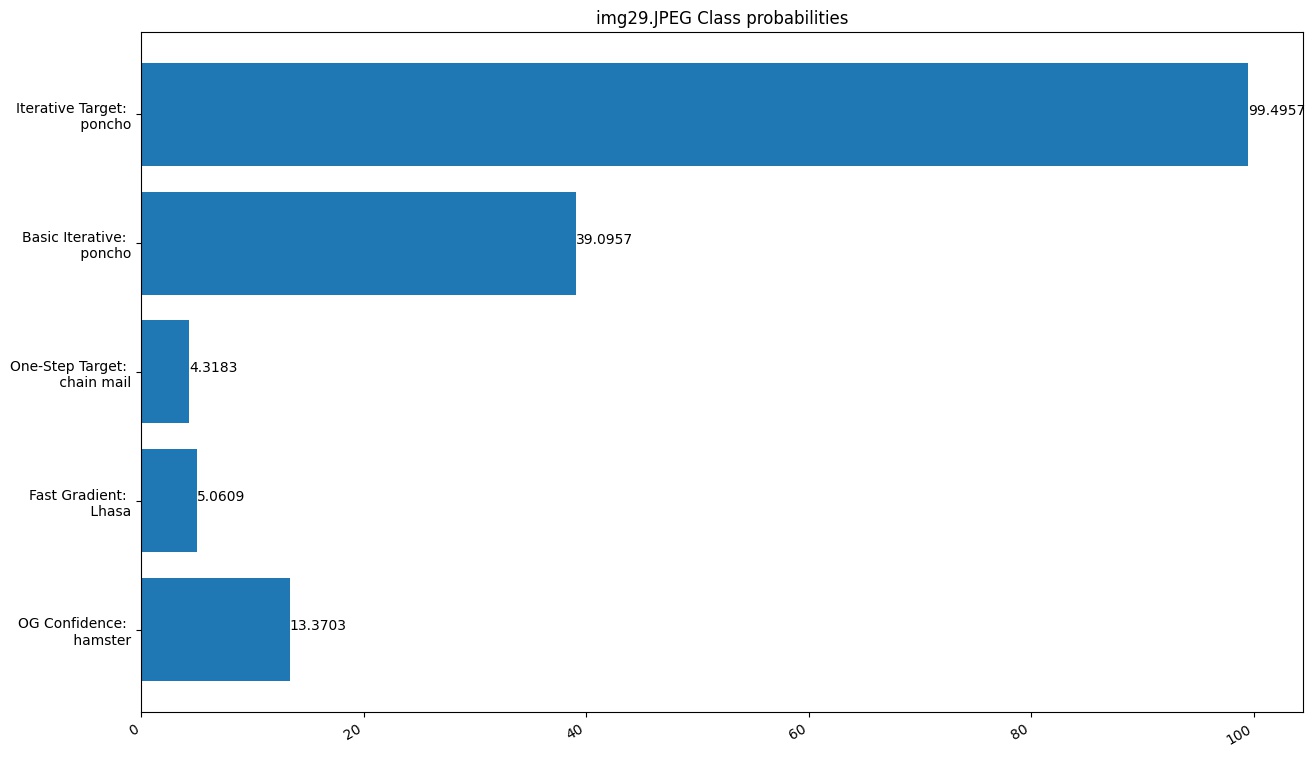 img29.JPEG Class probabilities
Iterative Target:
poncho
99.4957
Basic Iterative:
poncho
39.0957
One-Step Target:
chain mail
4.3183
Fast Gradient:
Lhasa
5.0609
OG Confidence:
hamster
13.3703
0 20 40 60 80 100